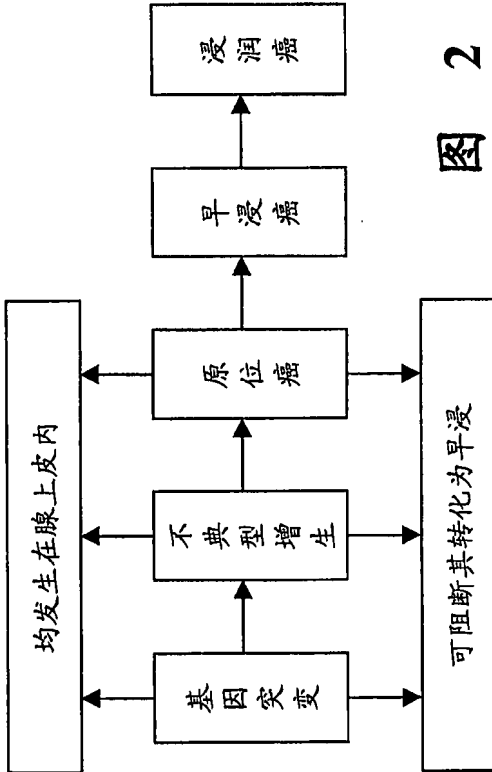 均发生在腺上皮内
基因突变
不典型增生
原位癌
早浸癌
浸润癌
可阻断其转化为早浸
图 2